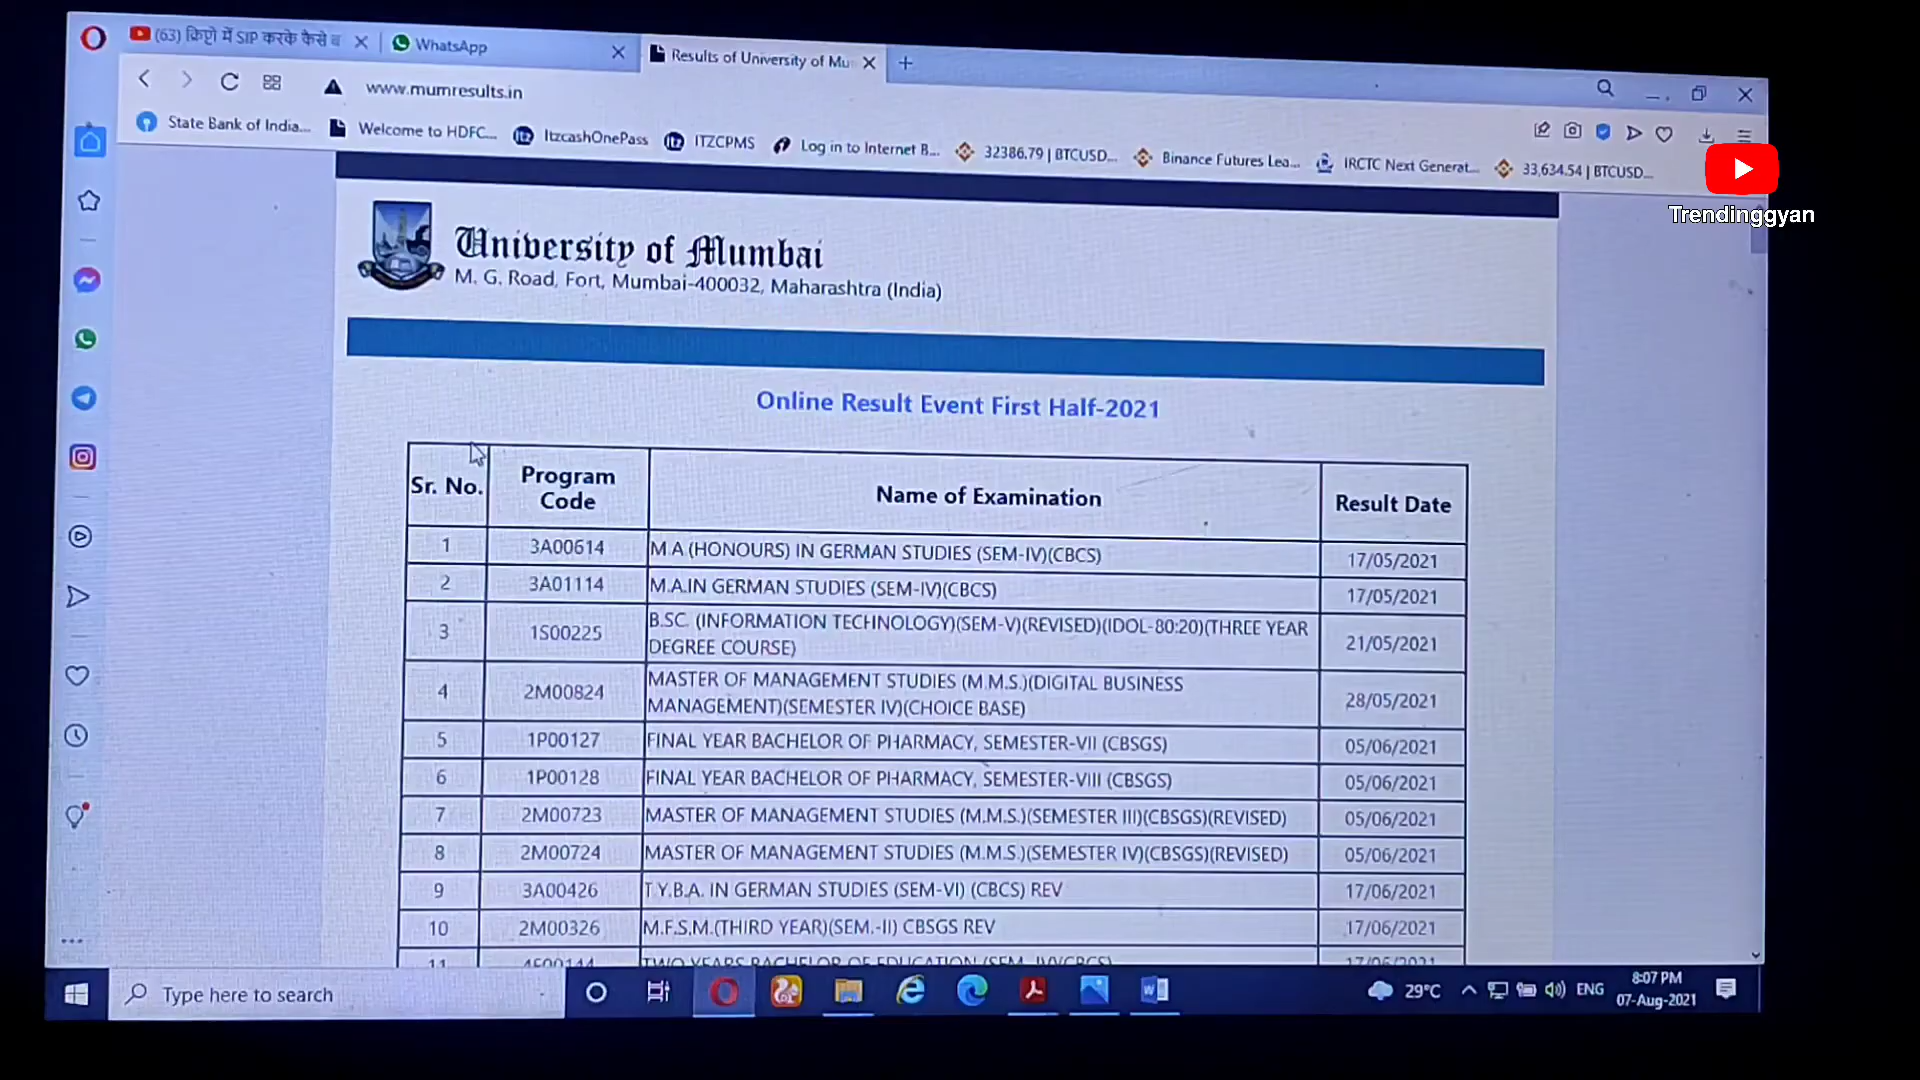 (63) क्रिप्टो में SIP करके कैसे ब
WhatsApp
Results of University of Mu
www.mumresults.in
State Bank of India...
Welcome to HDFC...
ItzcashOnePass
ITZCPMS
Log in to Internet B...
32386.79 | BTCUSD...
Binance Futures Lea...
IRCTC Next Generat...
33,634.54 | BTCUSD...
Trendinggyan
University of Mumbai
M. G. Road, Fort, Mumbai-400032, Maharashtra (India)
Online Result Event First Half-2021
Sr. No. Program Code Name of Examination Result Date
1 3A00614 M.A.(HONOURS) IN GERMAN STUDIES (SEM-IV)(CBCS) 17/05/2021
2 3A01114 M.A.IN GERMAN STUDIES (SEM-IV)(CBCS) 17/05/2021
3 1S00225 B.SC. (INFORMATION TECHNOLOGY)(SEM-V)(REVISED)(IDOL-80:20)(THREE YEAR
DEGREE COURSE) 21/05/2021
4 2M00824 MASTER OF MANAGEMENT STUDIES (M.M.S.)(DIGITAL BUSINESS
MANAGEMENT)(SEMESTER IV)(CHOICE BASE) 28/05/2021
5 1P00127 FINAL YEAR BACHELOR OF PHARMACY, SEMESTER-VII (CBSGS) 05/06/2021
6 1P00128 FINAL YEAR BACHELOR OF PHARMACY, SEMESTER-VIII (CBSGS) 05/06/2021
7 2M00723 MASTER OF MANAGEMENT STUDIES (M.M.S.)(SEMESTER III)(CBSGS)(REVISED) 05/06/2021
8 2M00724 MASTER OF MANAGEMENT STUDIES (M.M.S.)(SEMESTER IV)(CBSGS)(REVISED) 05/06/2021
9 3A00426 T.Y.B.A. IN GERMAN STUDIES (SEM-VI) (CBCS) REV 17/06/2021
10 2M00326 M.F.S.M.(THIRD YEAR)(SEM.-II) CBSGS REV 17/06/2021
11 TWO YEARS BACHELOR OF EDUCATION (SEM. 17/06/2021
Type here to search
29°C
ENG
8:07 PM
07-Aug-2021